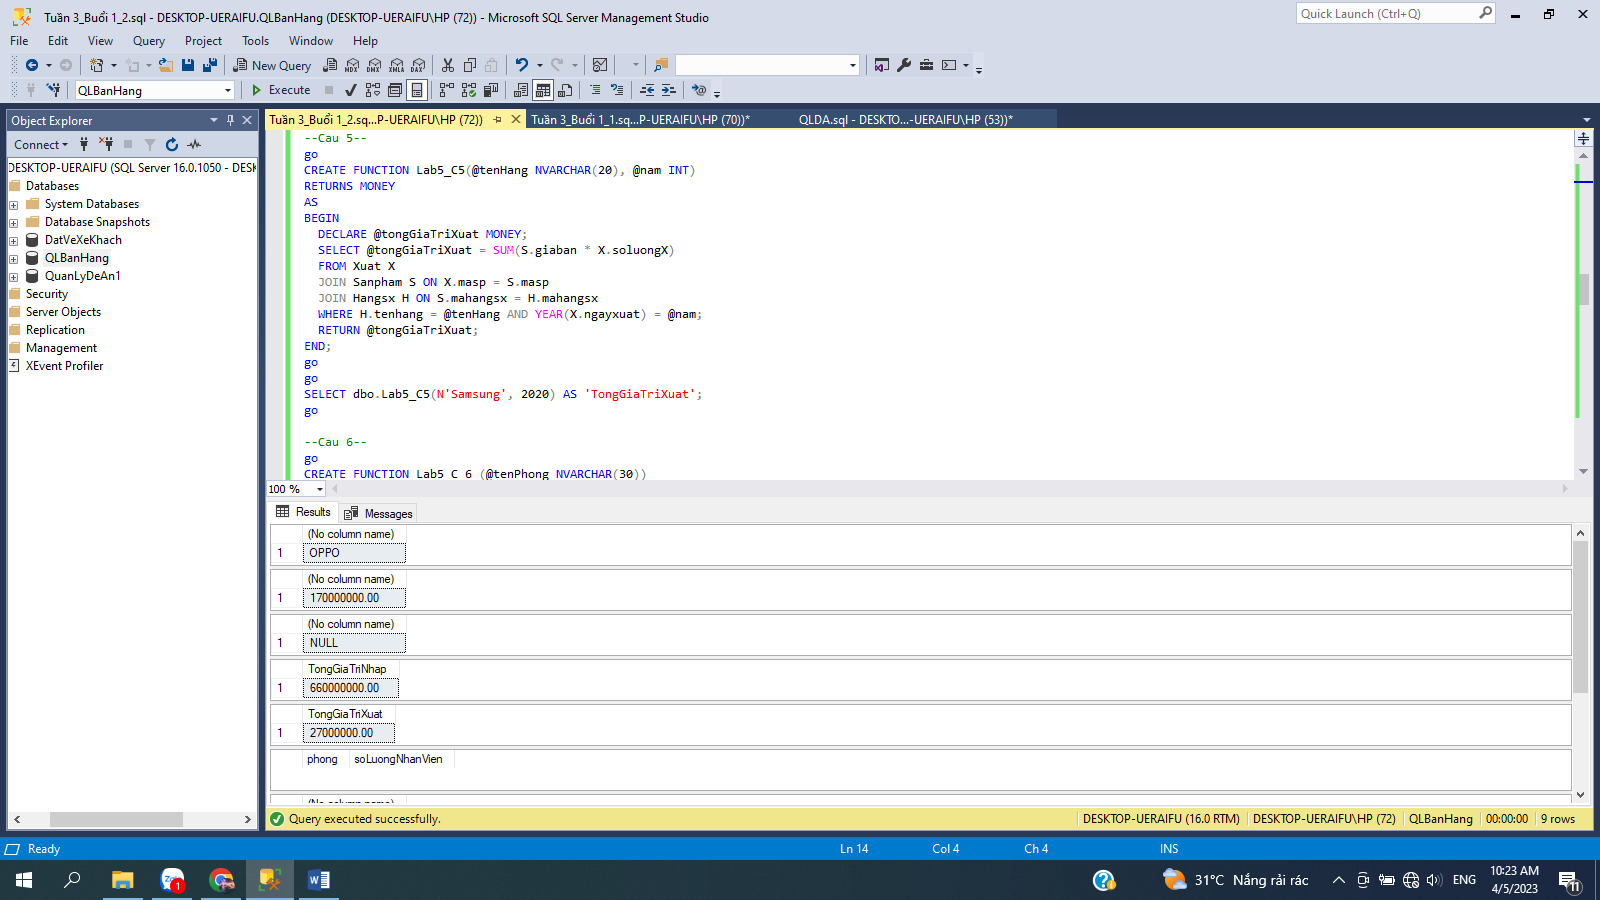 Tuần 3_Buổi 1_2.sql - DESKTOP-UERAIFU.QLBanHang (DESKTOP-UERAIFU\HP (72)) - Microsoft SQL Server Management Studio
Quick Launch (Ctrl+Q)
File Edit View Query Project Tools Window Help
New Query
MDX DMX XMLA DAX
QLBanHang
Execute
Object Explorer
Tuần 3_Buổi 1_2.sq...P-UERAIFU\HP (72))
Tuần 3_Buổi 1_1.sq...P-UERAIFU\HP (70))*
QLDA.sql - DESKTO...-UERAIFU\HP (53))*
Connect
DESKTOP-UERAIFU (SQL Server 16.0.1050 - DESK
Databases
System Databases
Database Snapshots
DatVeXeKhach
QLBanHang
QuanLyDeAn1
Security
Server Objects
Replication
Management
XEvent Profiler
--Cau 5--
go
CREATE FUNCTION Lab5_C5(@tenHang NVARCHAR(20), @nam INT)
RETURNS MONEY
AS
BEGIN
DECLARE @tongGiaTriXuat MONEY;
SELECT @tongGiaTriXuat = SUM(S.giaban * X.soluongX)
FROM Xuat X
JOIN Sanpham S ON X.masp = S.masp
JOIN Hangsx H ON S.mahangsx = H.mahangsx
WHERE H.tenhang = @tenHang AND YEAR(X.ngayxuat) = @nam;
RETURN @tongGiaTriXuat;
END;
go
go
SELECT dbo.Lab5_C5(N'Samsung', 2020) AS 'TongGiaTriXuat';
go
--Cau 6--
go
CREATE FUNCTION Lab5_C_6 (@tenPhong NVARCHAR(30))
100 %
Results Messages
(No column name)
1 OPPO
(No column name)
1 170000000.00
(No column name)
1 NULL
TongGiaTriNhap
1 660000000.00
TongGiaTriXuat
1 27000000.00
phong soLuongNhanVien
(No column name)
Query executed successfully.
DESKTOP-UERAIFU (16.0 RTM) DESKTOP-UERAIFU\HP (72) QLBanHang 00:00:00 9 rows
Ready
Ln 14 Col 4 Ch 4 INS
Zalo
1
31°C Nắng rải rác
ENG
10:23 AM
4/5/2023
11